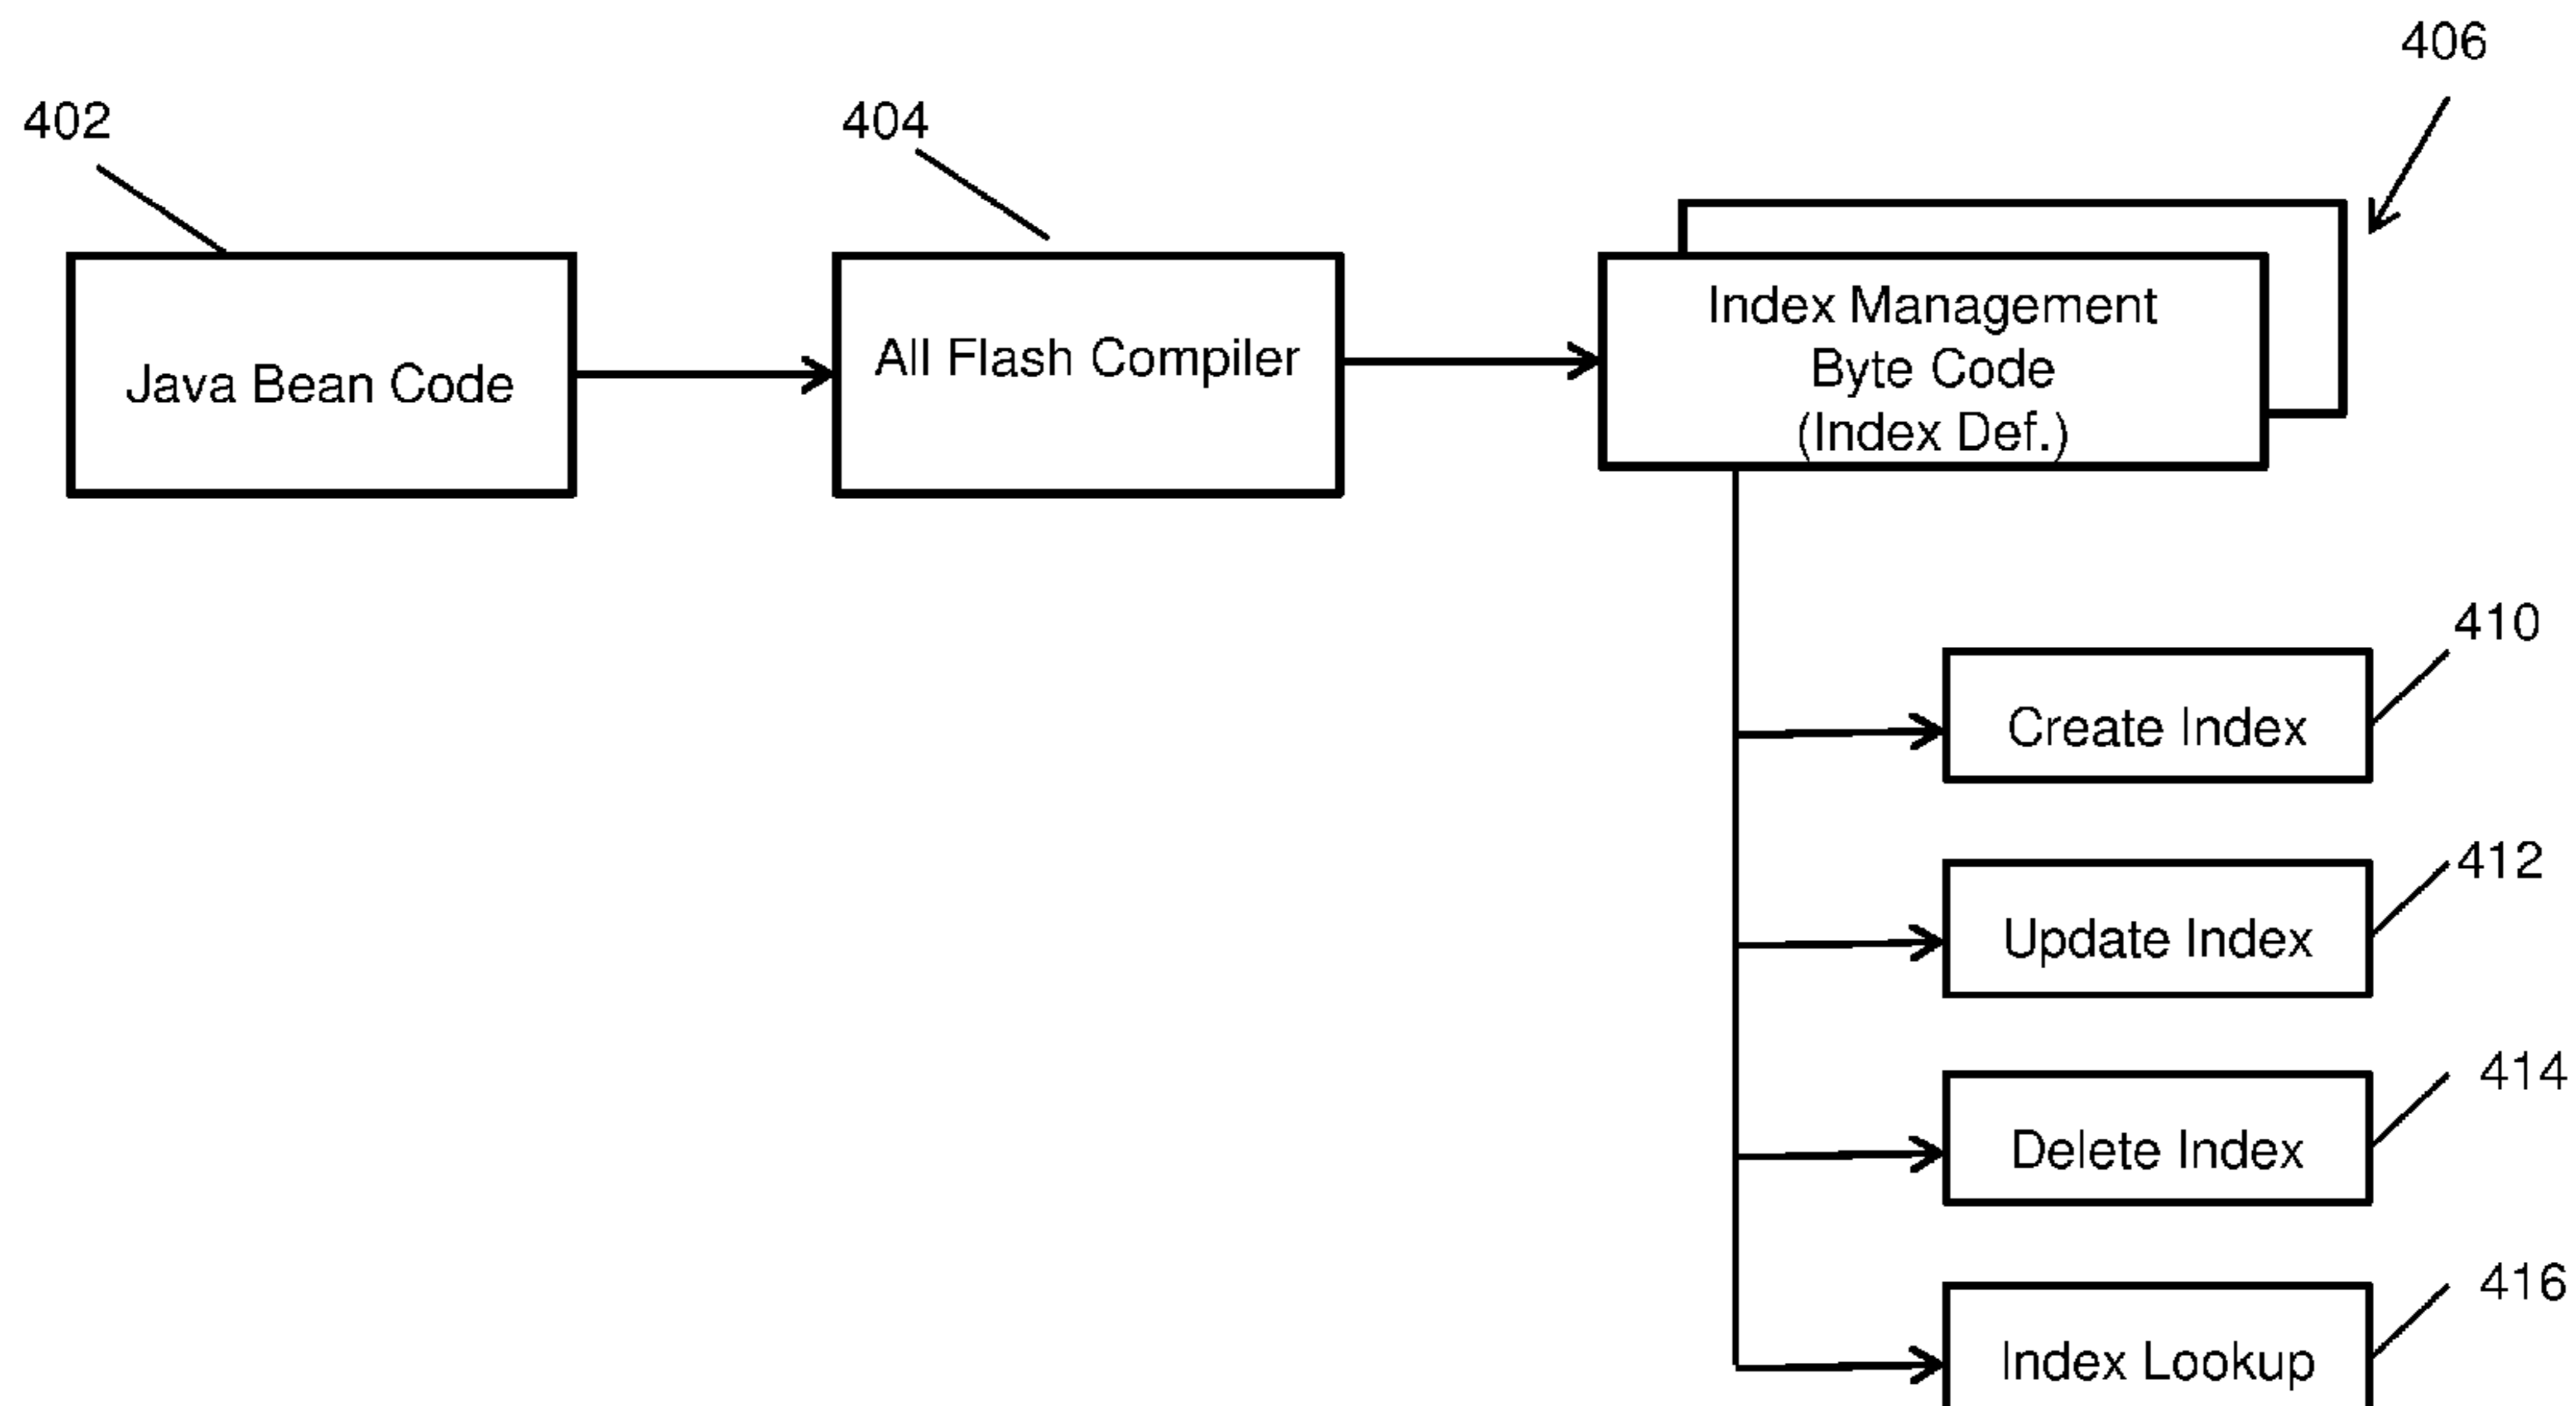 406
402
404
Java Bean Code
All Flash Compiler
Index Management
Byte Code
(Index Def.)
410
Create Index
412
Update Index
414
Delete Index
416
Index Lookup